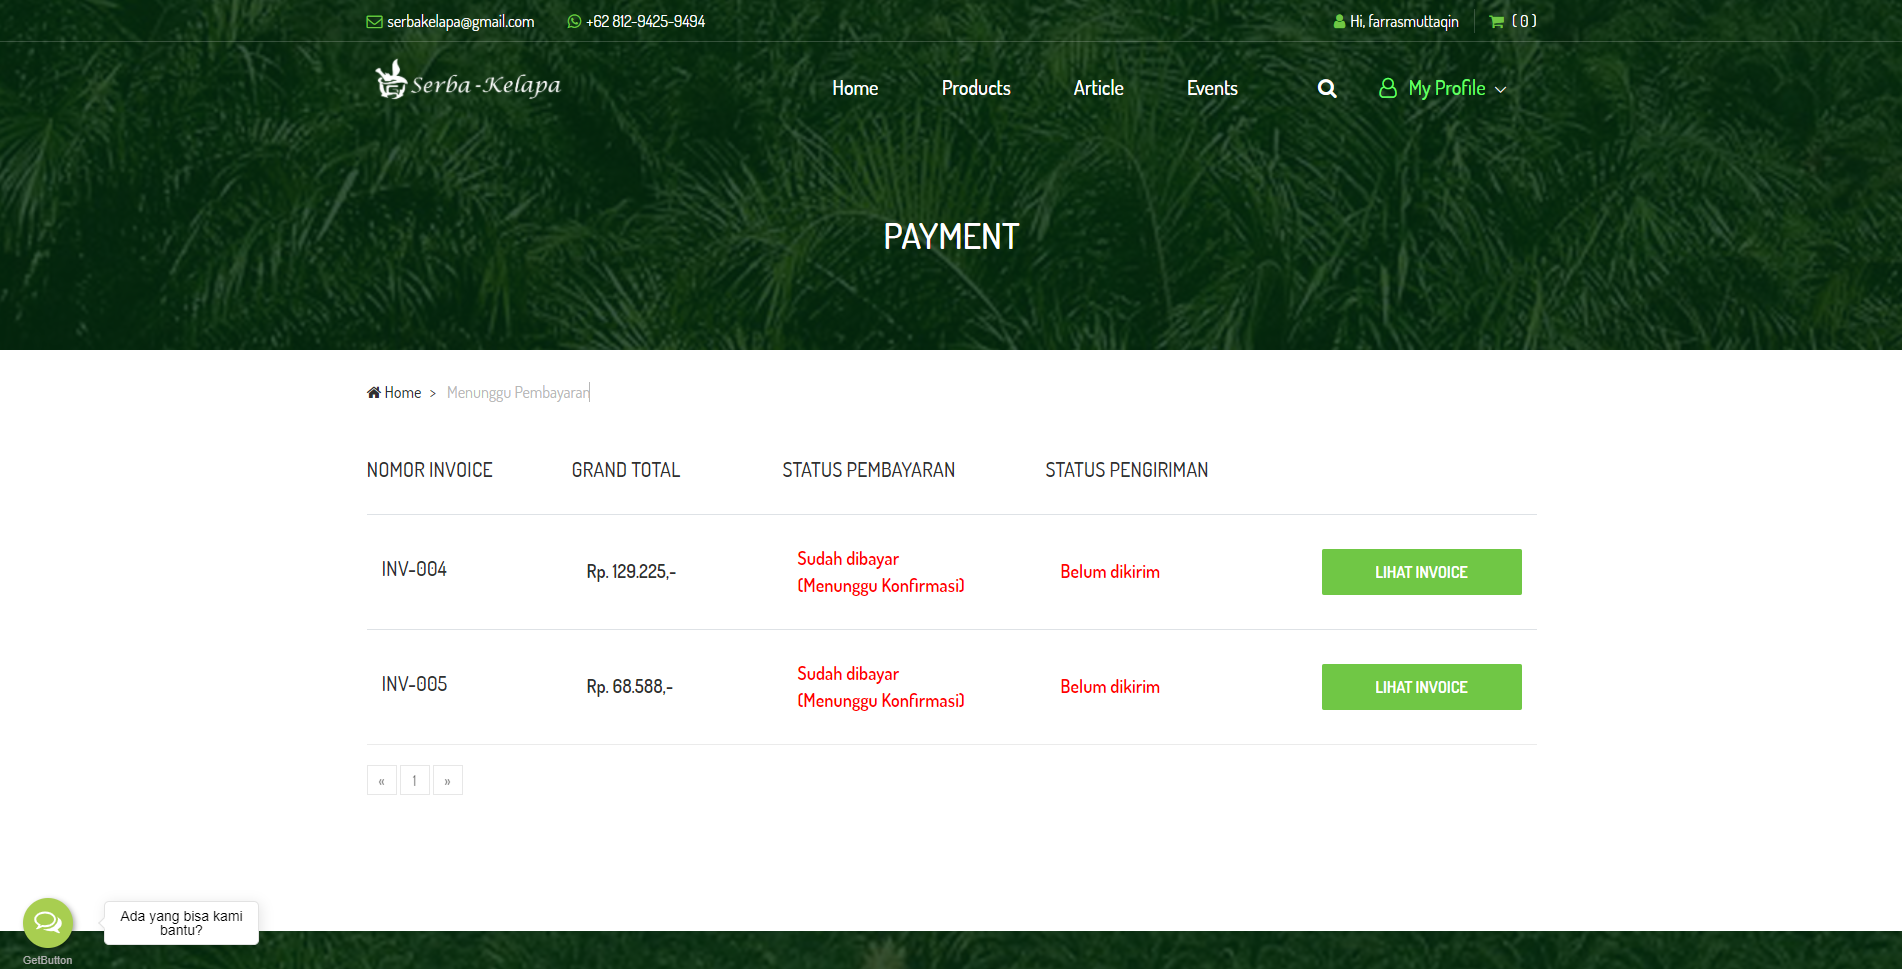 serbakelapa@gmail.com +62 812-9425-9494 Hi, farrasmuttaqin ( 0 )
Serba-Kelapa Home Products Article Events My Profile
PAYMENT
Home > Menunggu Pembayaran
NOMOR INVOICE GRAND TOTAL STATUS PEMBAYARAN STATUS PENGIRIMAN
INV-004 Rp. 129.225,- Sudah dibayar
(Menunggu Konfirmasi) Belum dikirim LIHAT INVOICE
INV-005 Rp. 68.588,- Sudah dibayar
(Menunggu Konfirmasi) Belum dikirim LIHAT INVOICE
« 1 »
Ada yang bisa kami
bantu?
GetButton